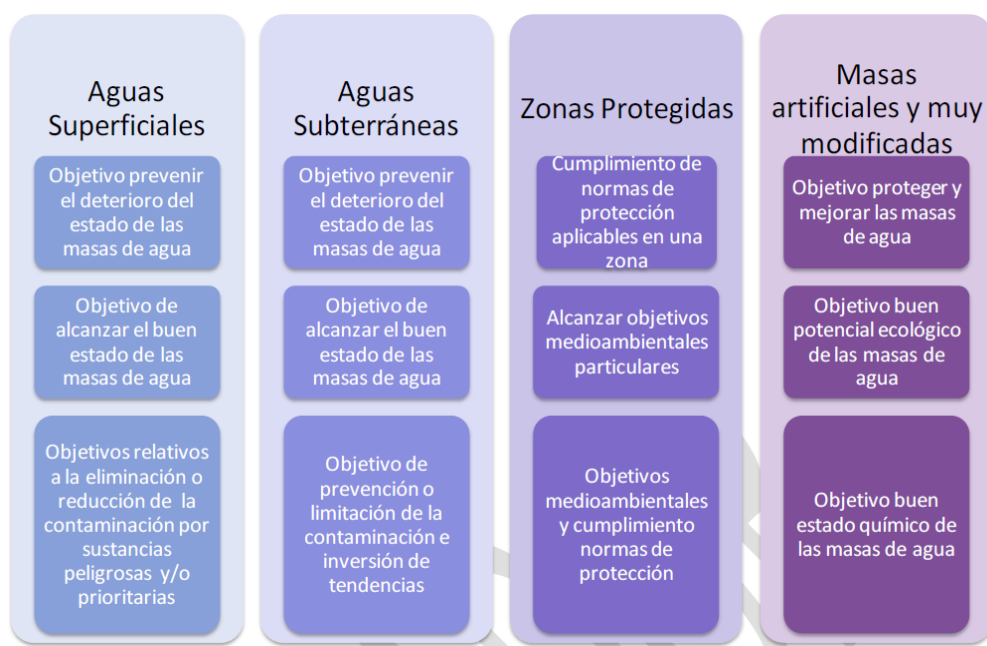 Aguas
Superficiales
Objetivo prevenir
el deterioro del
estado de las
masas de agua
Objetivo de
alcanzar el buen
estado de las
masas de agua
Objetivos relativos
a la eliminación o
reducción de la
contaminación por
sustancias
peligrosas y/o
prioritarias
Aguas
Subterráneas
Objetivo prevenir
el deterioro del
estado de las
masas de agua
Objetivo de
alcanzar el buen
estado de las
masas de agua
Objetivo de
prevención o
limitación de la
contaminación e
inversión de
tendencias
Zonas Protegidas
Cumplimiento de
normas de
protección
aplicables en una
zona
Alcanzar objetivos
medioambientales
particulares
Objetivos
medioambientales
y cumplimiento
normas de
protección
Masas
artificiales y muy
modificadas
Objetivo proteger y
mejorar las masas
de agua
Objetivo buen
potencial ecológico
de las masas de
agua
Objetivo buen
estado químico de
las masas de agua